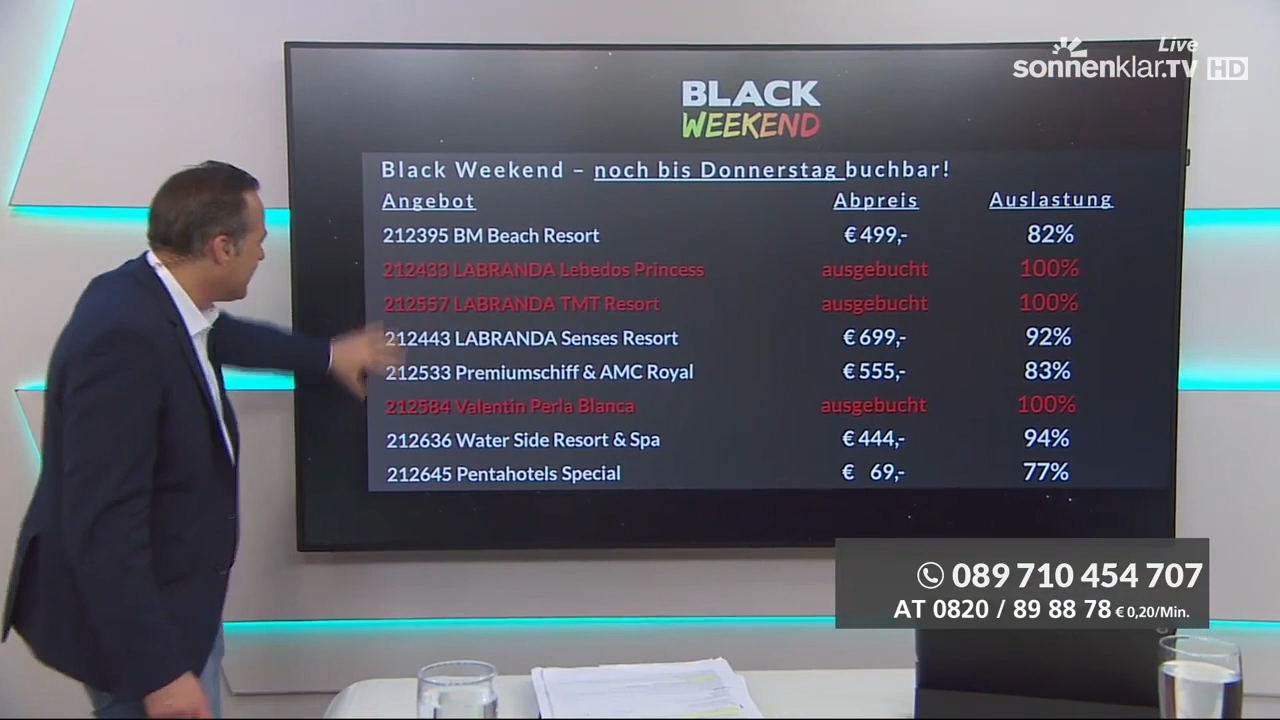 Live
sonnenklar.TV HD
BLACK
WEEKEND
Black Weekend – noch bis Donnerstag buchbar!
Angebot Abpreis Auslastung
212395 BM Beach Resort € 499,- 82%
212433 LABRANDA Lebedos Princess ausgebucht 100%
212557 LABRANDA TMT Resort ausgebucht 100%
212443 LABRANDA Senses Resort € 699,- 92%
212533 Premiumschiff & AMC Royal € 555,- 83%
212584 Valentin Perla Blanca ausgebucht 100%
212636 Water Side Resort & Spa € 444,- 94%
212645 Pentahotels Special € 69,- 77%
089 710 454 707
AT 0820 / 89 88 78 € 0,20/Min.